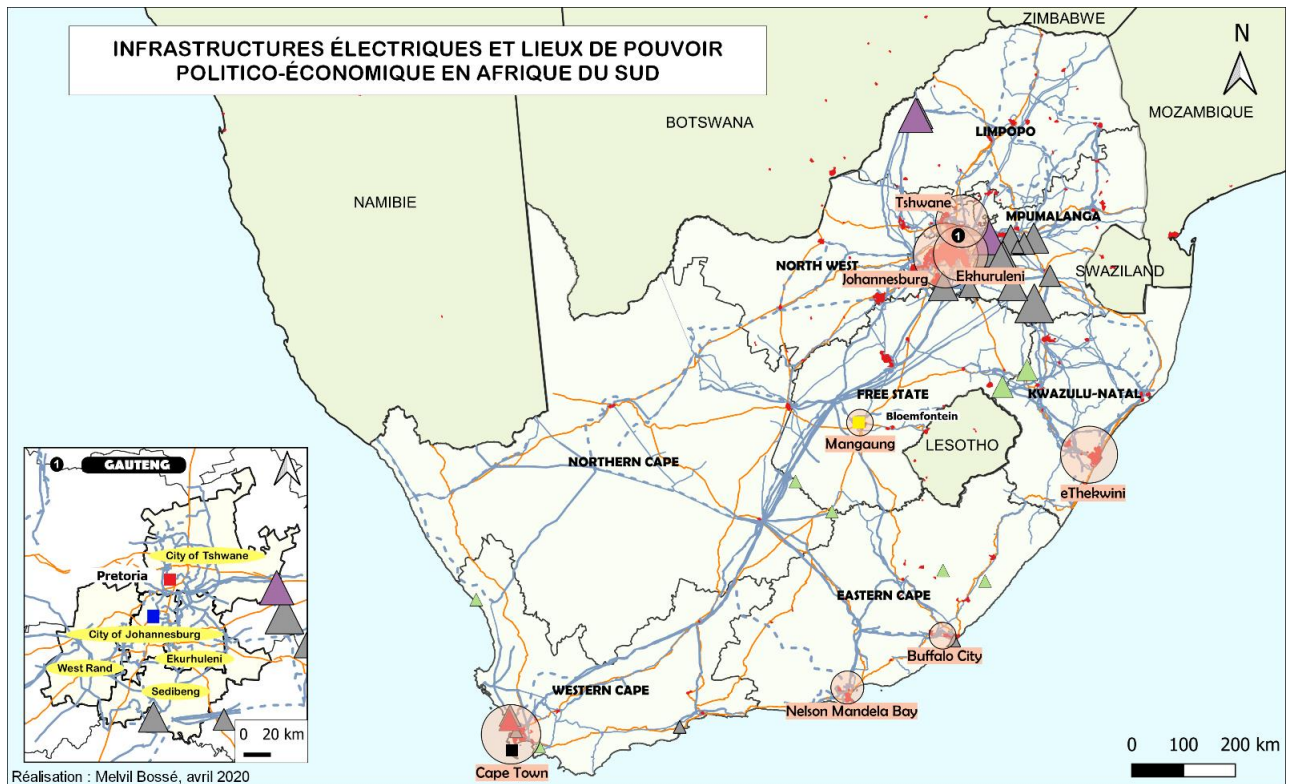 INFRASTRUCTURES ÉLECTRIQUES ET LIEUX DE POUVOIR
POLITICO-ÉCONOMIQUE EN AFRIQUE DU SUD
ZIMBABWE
N
MOZAMBIQUE
BOTSWANA
LIMPOPO
NAMIBIE
Tshwane
MPUMALANGA
1
NORTH WEST
SWAZILAND
Johannesburg
Ekhuruleni
FREE STATE
KWAZULU-NATAL
Bloemfontein
Mangaung
LESOTHO
NORTHERN CAPE
eThekwini
EASTERN CAPE
Buffalo City
WESTERN CAPE
Nelson Mandela Bay
Cape Town
0 100 200 km
1 GAUTENG
City of Tshwane
Pretoria
City of Johannesburg
Ekurhuleni
West Rand
Sedibeng
0 20 km
Réalisation : Melvil Bossé, avril 2020